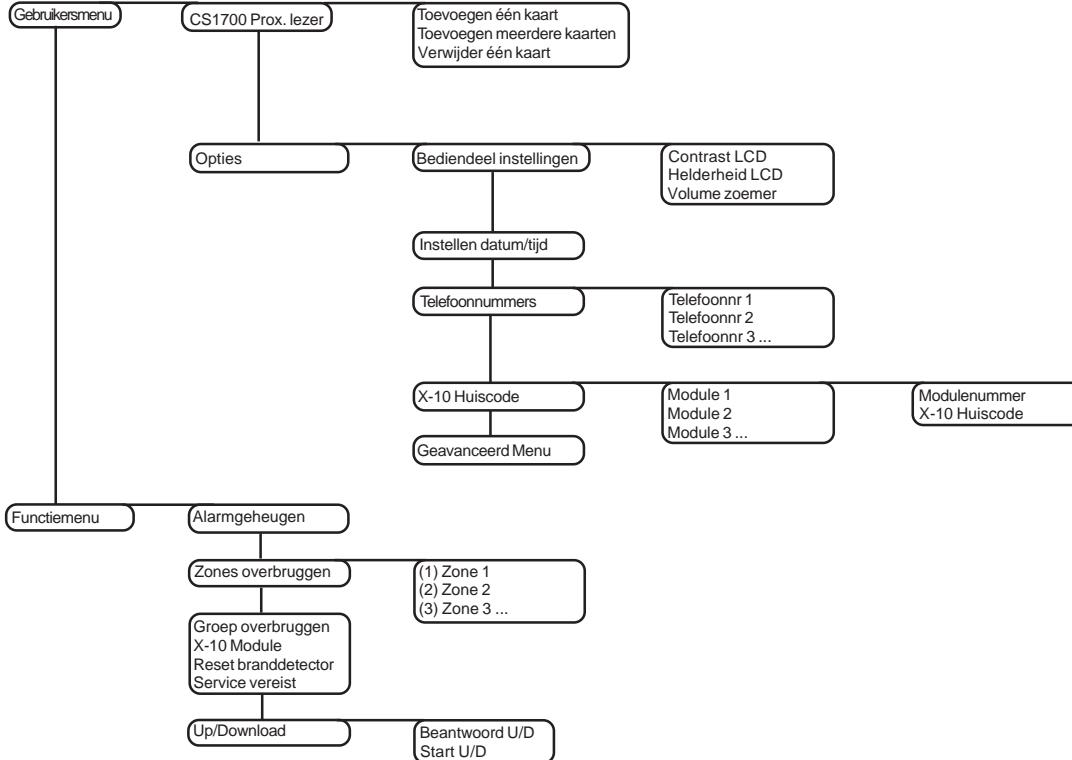 Gebruikersmenu
CS1700 Prox. lezer
Toevoegen één kaart
Toevoegen meerdere kaarten
Verwijder één kaart
Opties
Bediendeel instellingen
Contrast LCD
Helderheid LCD
Volume zoemer
Instellen datum/tijd
Telefoonnummers
Telefoonnr 1
Telefoonnr 2
Telefoonnr 3 ...
X-10 Huiscode
Module 1
Module 2
Module 3 ...
Modulenummer
X-10 Huiscode
Geavanceerd Menu
Functiemenu
Alarmgeheugen
Zones overbruggen
(1) Zone 1
(2) Zone 2
(3) Zone 3 ...
Groep overbruggen
X-10 Module
Reset branddetector
Service vereist
Up/Download
Beantwoord U/D
Start U/D